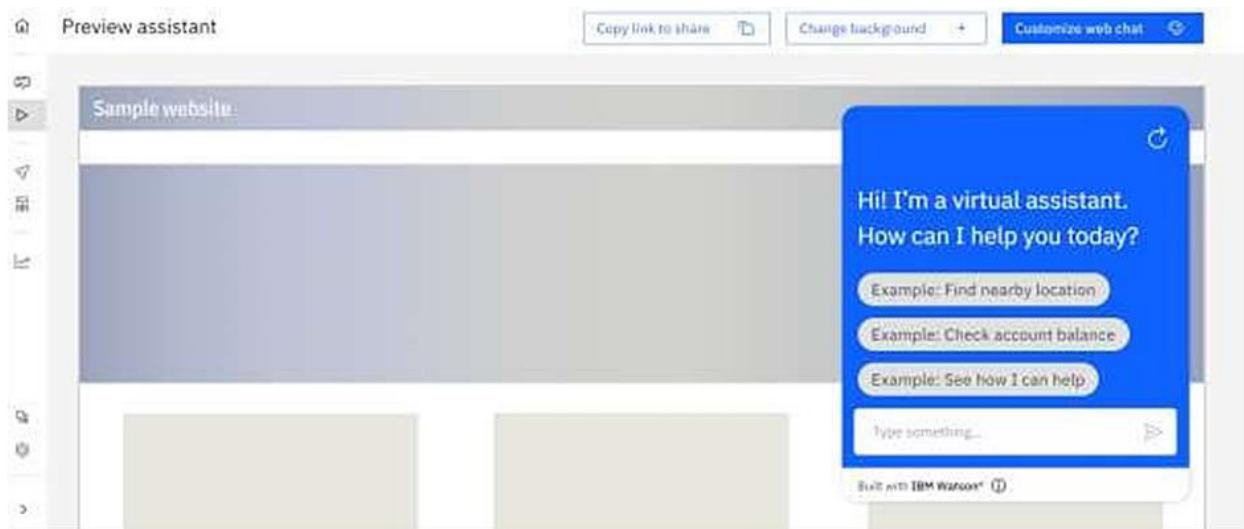 Preview assistant
Copy link to share
Change background +
Customize web chat
Sample website
Hi! I'm a virtual assistant.
How can I help you today?
Example: Find nearby location
Example: Check account balance
Example: See how I can help
Type something...
Built with IBM Watson®